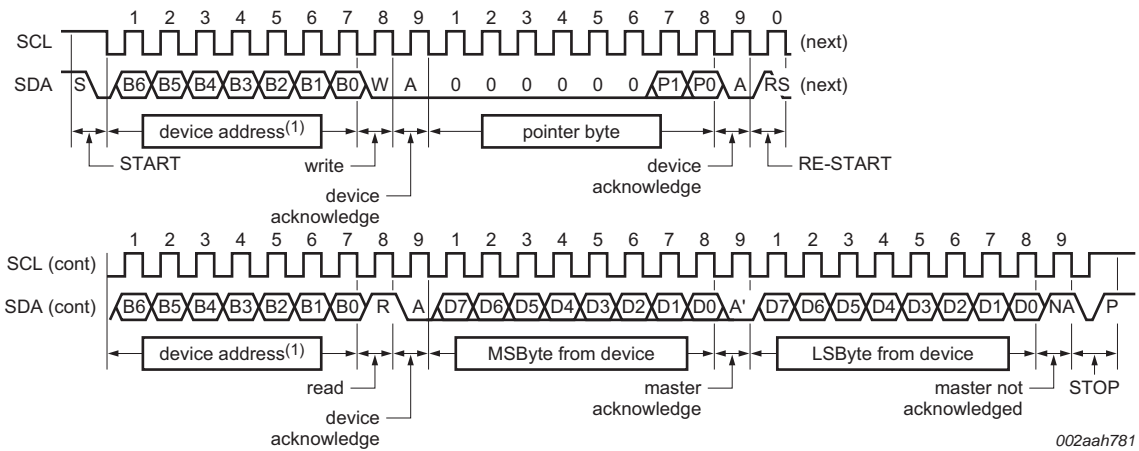 1 2 3 4 5 6 7 8 9 1 2 3 4 5 6 7 8 9 0
SCL (next)
SDA S B6 B5 B4 B3 B2 B1 B0 W A 0 0 0 0 0 0 P1 P0 A RS (next)
device address(1) pointer byte
START write device RE-START
acknowledge
device
acknowledge
1 2 3 4 5 6 7 8 9 1 2 3 4 5 6 7 8 9 1 2 3 4 5 6 7 8 9
SCL (cont)
SDA (cont) B6 B5 B4 B3 B2 B1 B0 R A D7 D6 D5 D4 D3 D2 D1 D0 A' D7 D6 D5 D4 D3 D2 D1 D0 NA P
device address(1) MSByte from device LSByte from device
read master master not STOP
acknowledge acknowledged
device
acknowledge
002aah781